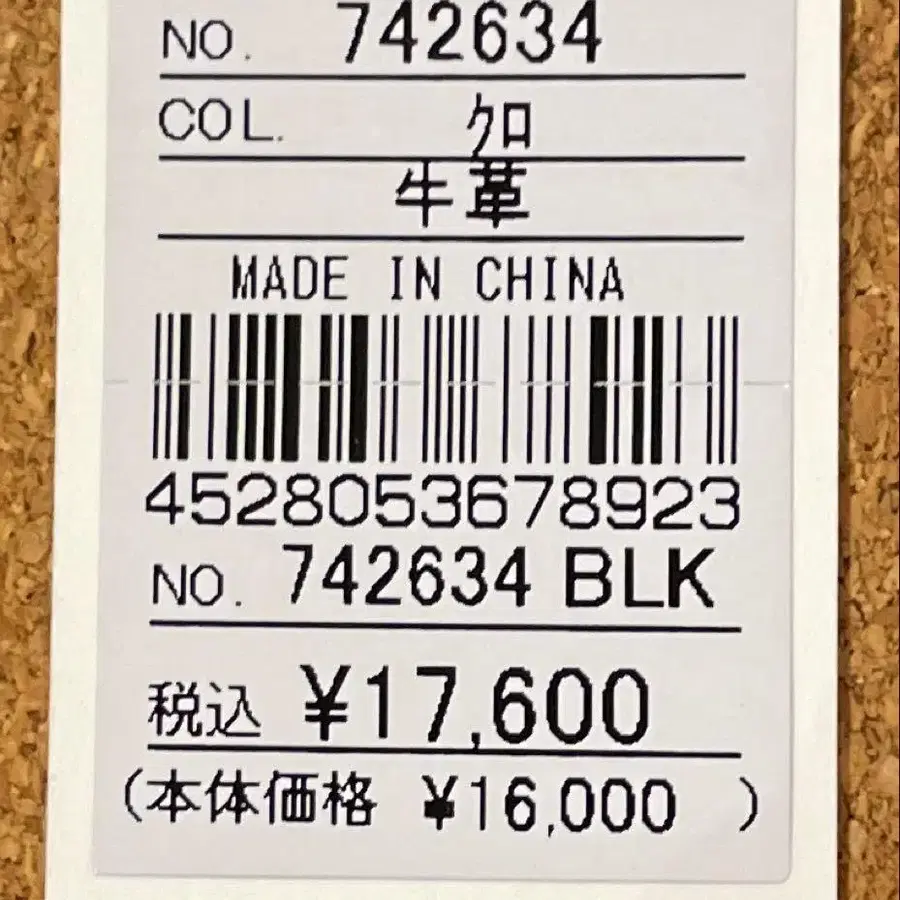 NO. 742634
COL. ｸﾛ
牛革
MADE IN CHINA
4528053678923
NO. 742634 BLK
税込 ¥17,600
(本体価格 ¥16,000 )